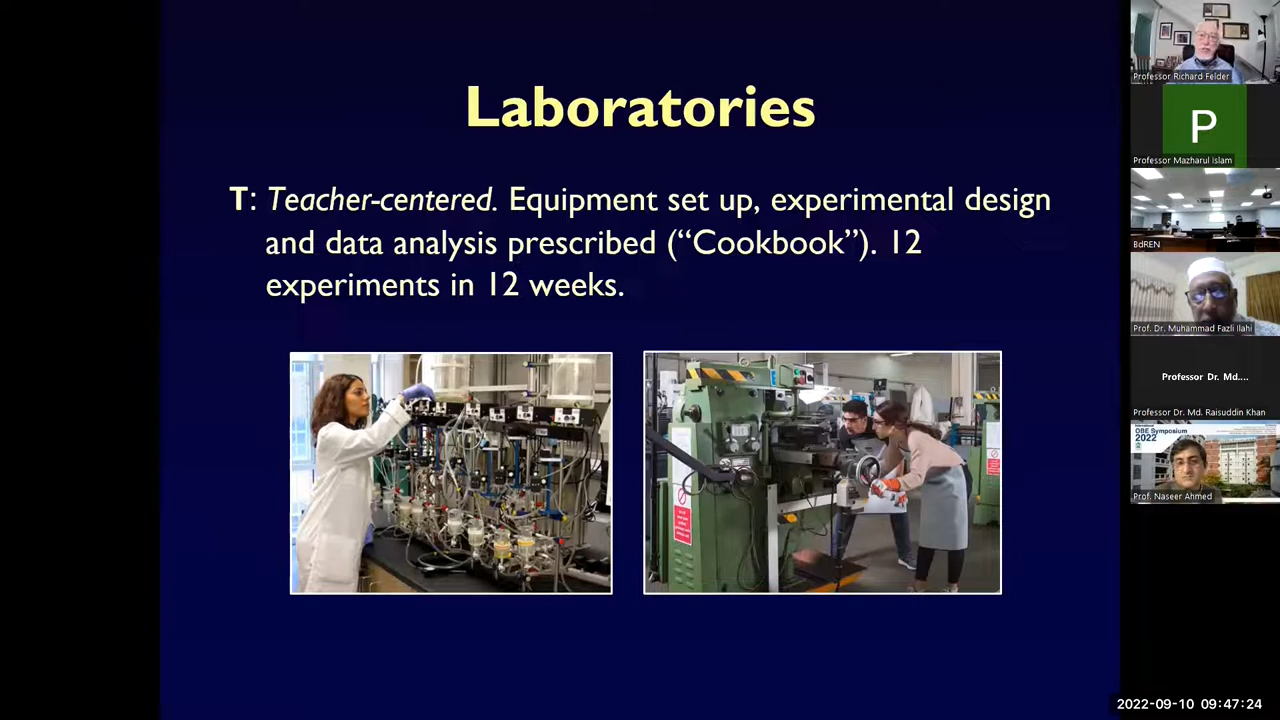 Laboratories
T: Teacher-centered. Equipment set up, experimental design
and data analysis prescribed (“Cookbook”). 12
experiments in 12 weeks.
Professor Richard Felder
P
Professor Mazharul Islam
BdREN
Prof. Dr. Muhammad Fazli Ilahi
Professor Dr. Md....
Professor Dr. Md. Raisuddin Khan
International
OBE Symposium
2022
Prof. Naseer Ahmed
2022-09-10 09:47:24